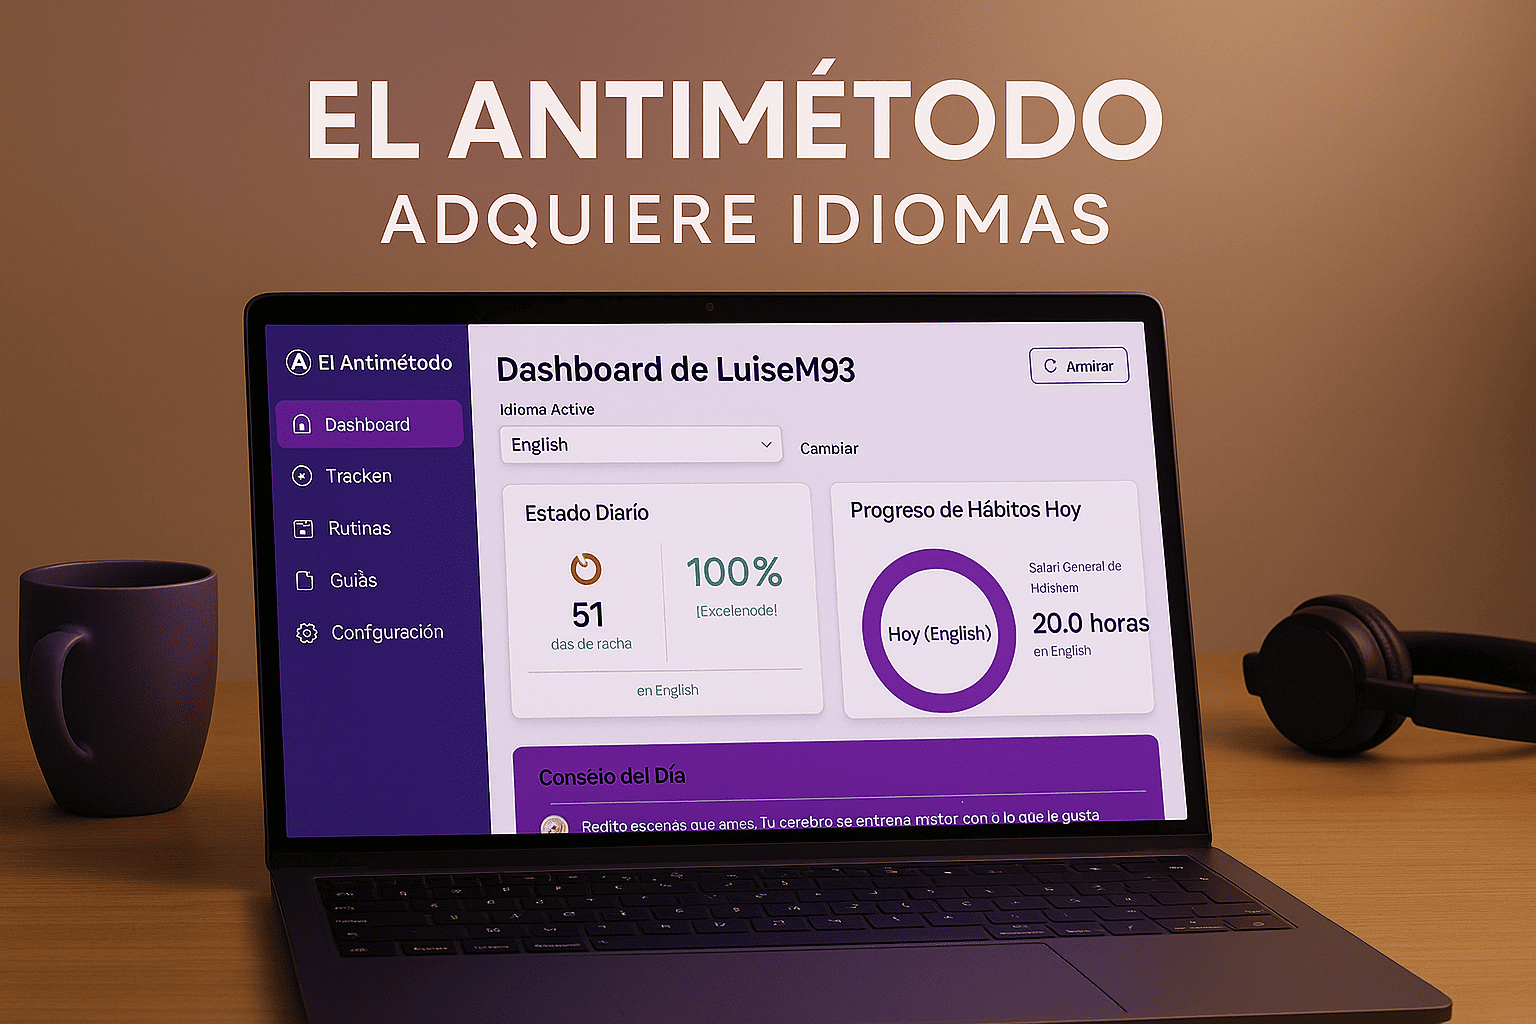 EL ANTIMÉTODO
ADQUIERE IDIOMAS
A El Antimétodo
Dashboard
Tracken
Rutinas
Guiàs
Confguración
Dashboard de LuiseM93
Armirar
Idioma Active
English
Cambiar
Estado Diarío
51
das de racha
100%
¡Excelenode!
en English
Progreso de Hábitos Hoy
Hoy (English)
Salari General de
Hdishem
20.0 horas
en English
Conseio del Día
Redito escenás que ames, Tu cerebro se entrena mstor con o lo que le gusta